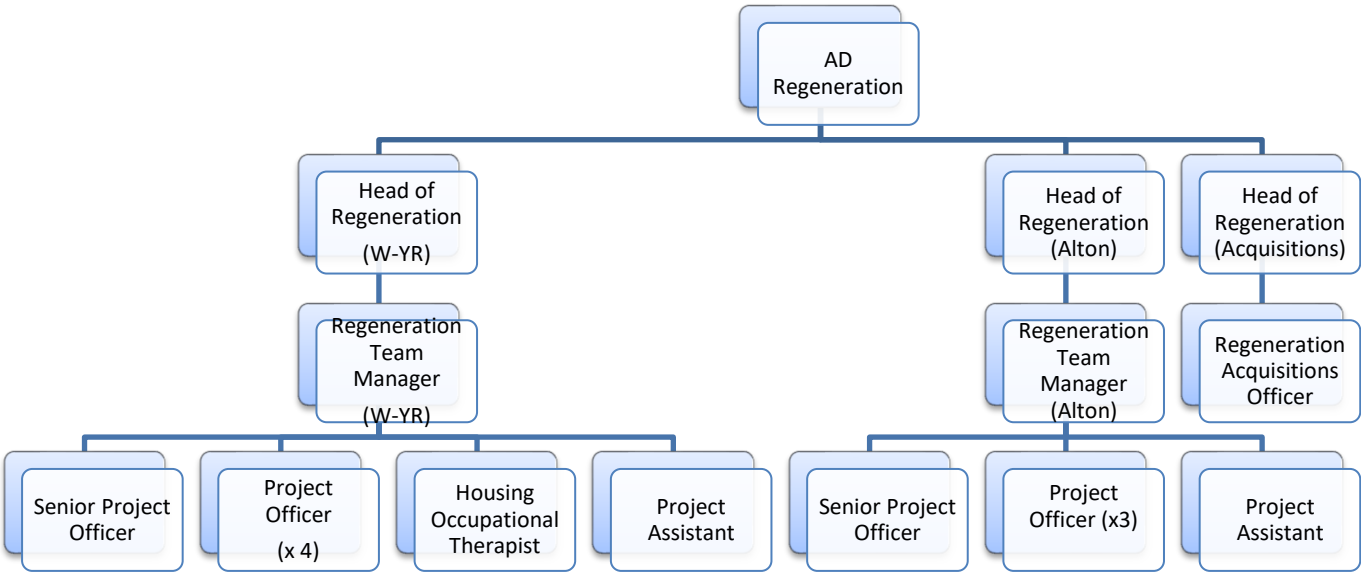 AD
Regeneration
Head of
Regeneration
(W-YR)
Head of
Regeneration
(Alton)
Head of
Regeneration
(Acquisitions)
Regeneration
Team
Manager
(W-YR)
Regeneration
Team
Manager
(Alton)
Regeneration
Acquisitions
Officer
Senior Project
Officer
Project
Officer
(x 4)
Housing
Occupational
Therapist
Project
Assistant
Senior Project
Officer
Project
Officer (x3)
Project
Assistant